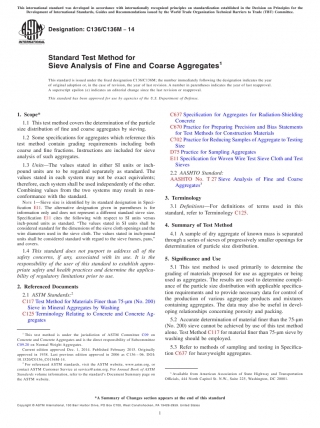 This international standard was developed in accordance with internationally recognized principles on standardization established in the Decision on Principles for the
Development of International Standards, Guides and Recommendations issued by the World Trade Organization Technical Barriers to Trade (TBT) Committee.
ASTM
INTERNATIONAL
Designation: C136/C136M − 14
Standard Test Method for
Sieve Analysis of Fine and Coarse Aggregates1
This standard is issued under the fixed designation C136/C136M; the number immediately following the designation indicates the year
of original adoption or, in the case of revision, the year of last revision. A number in parentheses indicates the year of last reapproval.
A superscript epsilon (ε) indicates an editorial change since the last revision or reapproval.
This standard has been approved for use by agencies of the U.S. Department of Defense.
1. Scope*
1.1 This test method covers the determination of the particle
size distribution of fine and coarse aggregates by sieving.
1.2 Some specifications for aggregates which reference this
test method contain grading requirements including both
coarse and fine fractions. Instructions are included for sieve
analysis of such aggregates.
1.3 Units—The values stated in either SI units or inch-
pound units are to be regarded separately as standard. The
values stated in each system may not be exact equivalents;
therefore, each system shall be used independently of the other.
Combining values from the two systems may result in non-
conformance with the standard.
NOTE 1—Sieve size is identified by its standard designation in Speci-
fication E11. The alternative designation given in parentheses is for
information only and does not represent a different standard sieve size.
Specification E11 cites the following with respect to SI units versus
inch-pound units as standard. “The values stated in SI units shall be
considered standard for the dimensions of the sieve cloth openings and the
wire diameters used in the sieve cloth. The values stated in inch-pound
units shall be considered standard with regard to the sieve frames, pans,”
and covers.
1.4 This standard does not purport to address all of the
safety concerns, if any, associated with its use. It is the
responsibility of the user of this standard to establish appro-
priate safety and health practices and determine the applica-
bility of regulatory limitations prior to use.
2. Referenced Documents
2.1 ASTM Standards:2
C117 Test Method for Materials Finer than 75-μm (No. 200)
Sieve in Mineral Aggregates by Washing
C125 Terminology Relating to Concrete and Concrete Ag-
gregates
1 This test method is under the jurisdiction of ASTM Committee C09 on
Concrete and Concrete Aggregates and is the direct responsibility of Subcommittee
C09.20 on Normal Weight Aggregates.
Current edition approved Dec. 1, 2014. Published February 2015. Originally
approved in 1938. Last previous edition approved in 2006 as C136 – 06.
2 For referenced ASTM standards, visit the ASTM website, www.astm.org, or
contact ASTM Customer Service at service@astm.org. For Annual Book of ASTM
Standards volume information, refer to the standard's Document Summary page on
the ASTM website.
C637 Specification for Aggregates for Radiation-Shielding
Concrete
C670 Practice for Preparing Precision and Bias Statements
for Test Methods for Construction Materials
C702 Practice for Reducing Samples of Aggregate to Testing
Size
D75 Practice for Sampling Aggregates
E11 Specification for Woven Wire Test Sieve Cloth and Test
Sieves
2.2 AASHTO Standard:
AASHTO No. T 27 Sieve Analysis of Fine and Coarse
Aggregates3
3. Terminology
3.1 Definitions—For definitions of terms used in this
standard, refer to Terminology C125.
4. Summary of Test Method
4.1 A sample of dry aggregate of known mass is separated
through a series of sieves of progressively smaller openings for
determination of particle size distribution.
5. Significance and Use
5.1 This test method is used primarily to determine the
grading of materials proposed for use as aggregates or being
used as aggregates. The results are used to determine compli-
ance of the particle size distribution with applicable specifica-
tion requirements and to provide necessary data for control of
the production of various aggregate products and mixtures
containing aggregates. The data may also be useful in devel-
oping relationships concerning porosity and packing.
5.2 Accurate determination of material finer than the 75-μm
(No. 200) sieve cannot be achieved by use of this test method
alone. Test Method C117 for material finer than 75-μm sieve by
washing should be employed.
5.3 Refer to methods of sampling and testing in Specifica-
tion C637 for heavyweight aggregates.
3 Available from American Association of State Highway and Transportation
Officials, 444 North Capitol St. N.W., Suite 225, Washington, DC 20001.
*A Summary of Changes section appears at the end of this standard
Copyright © ASTM International, 100 Barr Harbor Drive, PO Box C700, West Conshohocken, PA 19428-2959. United States
1